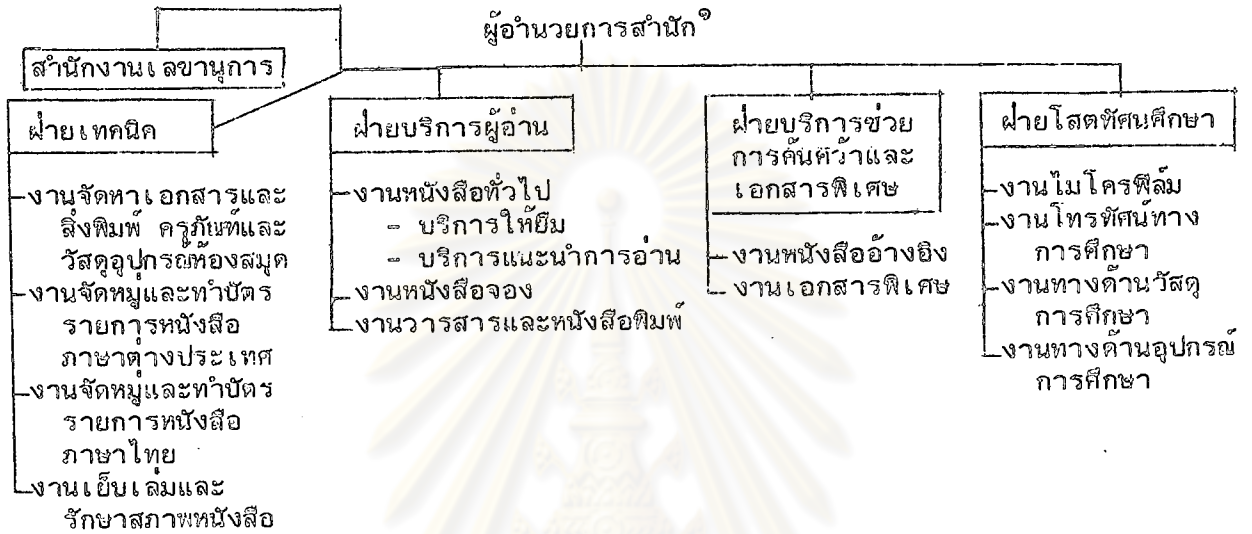 ผู้อำนวยการสำนัก๑
สำนักงานเลขานุการ
ฝ่ายเทคนิค
-งานจัดหาเอกสารและ
สิ่งพิมพ์ ครุภัณฑ์และ
วัสดุอุปกรณ์ห้องสมุด
-งานจัดหมู่และทำบัตร
รายการหนังสือ
ภาษาต่างประเทศ
-งานจัดหมู่และทำบัตร
รายการหนังสือ
ภาษาไทย
-งานเย็บเล่มและ
รักษาสภาพหนังสือ
ฝ่ายบริการผู้อ่าน
-งานหนังสือทั่วไป
- บริการให้ยืม
- บริการแนะนำการอ่าน
-งานหนังสือจอง
-งานวารสารและหนังสือพิมพ์
ฝ่ายบริการช่วย
การค้นคว้าและ
เอกสารพิเศษ
-งานหนังสืออ้างอิง
-งานเอกสารพิเศษ
ฝ่ายโสตทัศนศึกษา
-งานไมโครฟิล์ม
-งานโทรทัศน์ทาง
การศึกษา
-งานทางด้านวัสดุ
การศึกษา
-งานทางด้านอุปกรณ์
การศึกษา